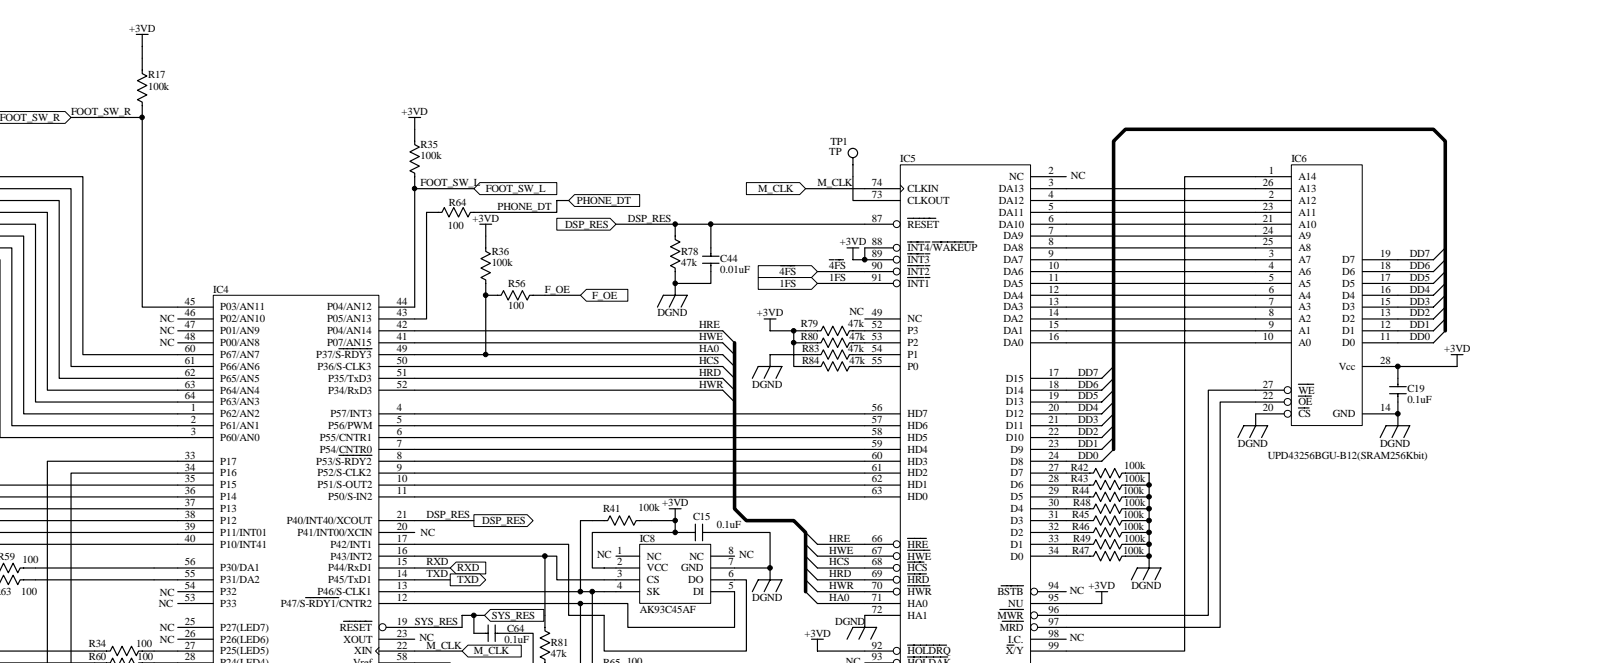 +3VD
R17
100k
FOOT_SW_R
FOOT_SW_R
+3VD
R35
100k
FOOT_SW_L
FOOT_SW_L
R64
100
PHONE_DT
PHONE_DT
+3VD
R36
100k
R56
100
F_OE
F_OE
DSP_RES
DSP_RES
R78
47k
C44
0.01uF
DGND
TP1
TP
M_CLK
M_CLK
74
73
87
+3VD
88
89
4FS
4FS
90
1FS
1FS
91
IC5
CLKIN
CLKOUT
RESET
INT4/WAKEUP
INT3
INT2
INT1
NC 49
NC
+3VD
R79 47k 52 P3
R80 47k 53 P2
R83 47k 54 P1
R84 47k 55 P0
DGND
IC4
45 P03/AN11
NC 46 P02/AN10
NC 47 P01/AN9
NC 48 P00/AN8
60 P67/AN7
61 P66/AN6
62 P65/AN5
63 P64/AN4
64 P63/AN3
1 P62/AN2
2 P61/AN1
3 P60/AN0
33 P17
34 P16
35 P15
36 P14
37 P13
38 P12
39 P11/INT01
40 P10/INT41
R59 100
56 P30/DA1
55 P31/DA2
63 100
NC 54 P32
NC 53 P33
NC 25 P27(LED7)
NC 26 P26(LED6)
R34 100 27 P25(LED5)
R60 100 28 P24(LED4)
P04/AN12 44
P05/AN13 43
P04/AN14 42 HRE
P07/AN15 41 HWE
P37/S-RDY3 49 HA0
P36/S-CLK3 50 HCS
P35/TxD3 51 HRD
P34/RxD3 52 HWR
P57/INT3 4 56 HD7
P56/PWM 5 57 HD6
P55/CNTR1 6 58 HD5
P54/CNTR0 7 59 HD4
P53/S-RDY2 8 60 HD3
P52/S-CLK2 9 61 HD2
P51/S-OUT2 10 62 HD1
P50/S-IN2 11 63 HD0
P40/INT40/XCOUT 21 DSP_RES DSP_RES
P41/INT00/XCIN 20 NC
P42/INT1 17
P43/INT2 16
P44/RxD1 15 RXD RXD
P45/TxD1 14 TXD TXD
P46/S-CLK1 13
P47/S-RDY1/CNTR2 12
RESET 19 SYS_RES SYS_RES
XOUT 23 NC
XIN 22 M_CLK M_CLK
Vref 58
C64
0.1uF
R81
47k
R65 100
R41 100k
+3VD
C15
0.1uF
IC8
NC 1 NC NC 8 NC
2 VCC GND 7
3 CS DO 6
4 SK DI 5
AK93C45AF
DGND
HRE 66 HRE
HWE 67 HWE
HCS 68 HCS
HRD 69 HRD
HWR 70 HWR
HA0 71 HA0
72 HA1
DGND
+3VD
92 HOLDRQ
NC 93 HOLDAK
NC 2 NC
DA13 3
DA12 4
DA11 5
DA10 6
DA9 7
DA8 8
DA7 9
DA6 10
DA5 11
DA4 12
DA3 13
DA2 14
DA1 15
DA0 16
D15 17 DD7
D14 18 DD6
D13 19 DD5
D12 20 DD4
D11 21 DD3
D10 22 DD2
D9 23 DD1
D8 24 DD0
D7 27 R42 100k
D6 28 R43 100k
D5 29 R44 100k
D4 30 R48 100k
D3 31 R45 100k
D2 32 R46 100k
D1 33 R49 100k
D0 34 R47 100k
DGND
BSTB 94 NC
NU 95 +3VD
MWR 96
MRD 97
I.C. 98 NC
X/Y 99
IC6
1 A14
26 A13
2 A12
23 A11
21 A10
24 A9
25 A8
3 A7
4 A6
5 A5
6 A4
7 A3
8 A2
9 A1
10 A0
D7 19 DD7
D6 18 DD6
D5 17 DD5
D4 16 DD4
D3 15 DD3
D2 13 DD2
D1 12 DD1
D0 11 DD0
Vcc 28
+3VD
27 WE
22 OE
20 CS
GND 14
C19
0.1uF
DGND
DGND
UPD43256BGU-B12(SRAM256Kbit)